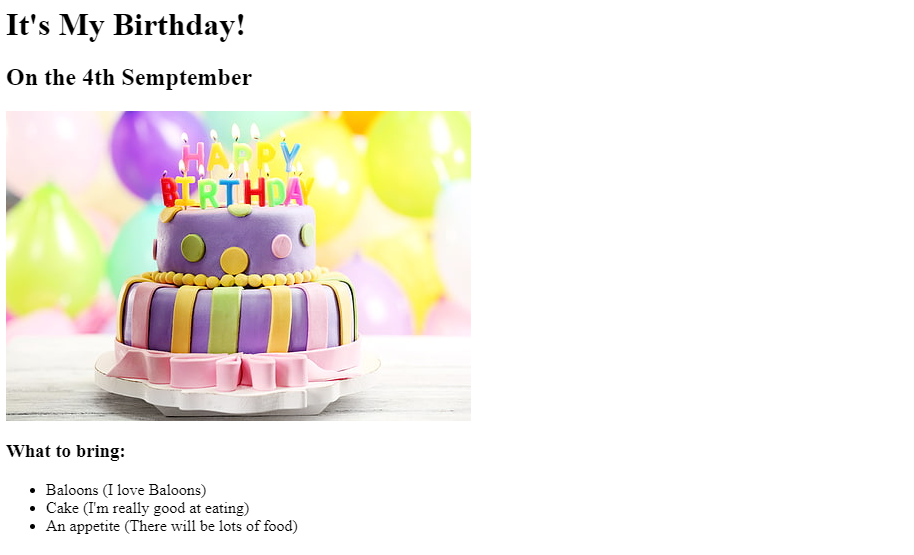 It's My Birthday!
On the 4th Semptember
HAPPY
BIRTHDAY
What to bring:
Baloons (I love Baloons)
Cake (I'm really good at eating)
An appetite (There will be lots of food)